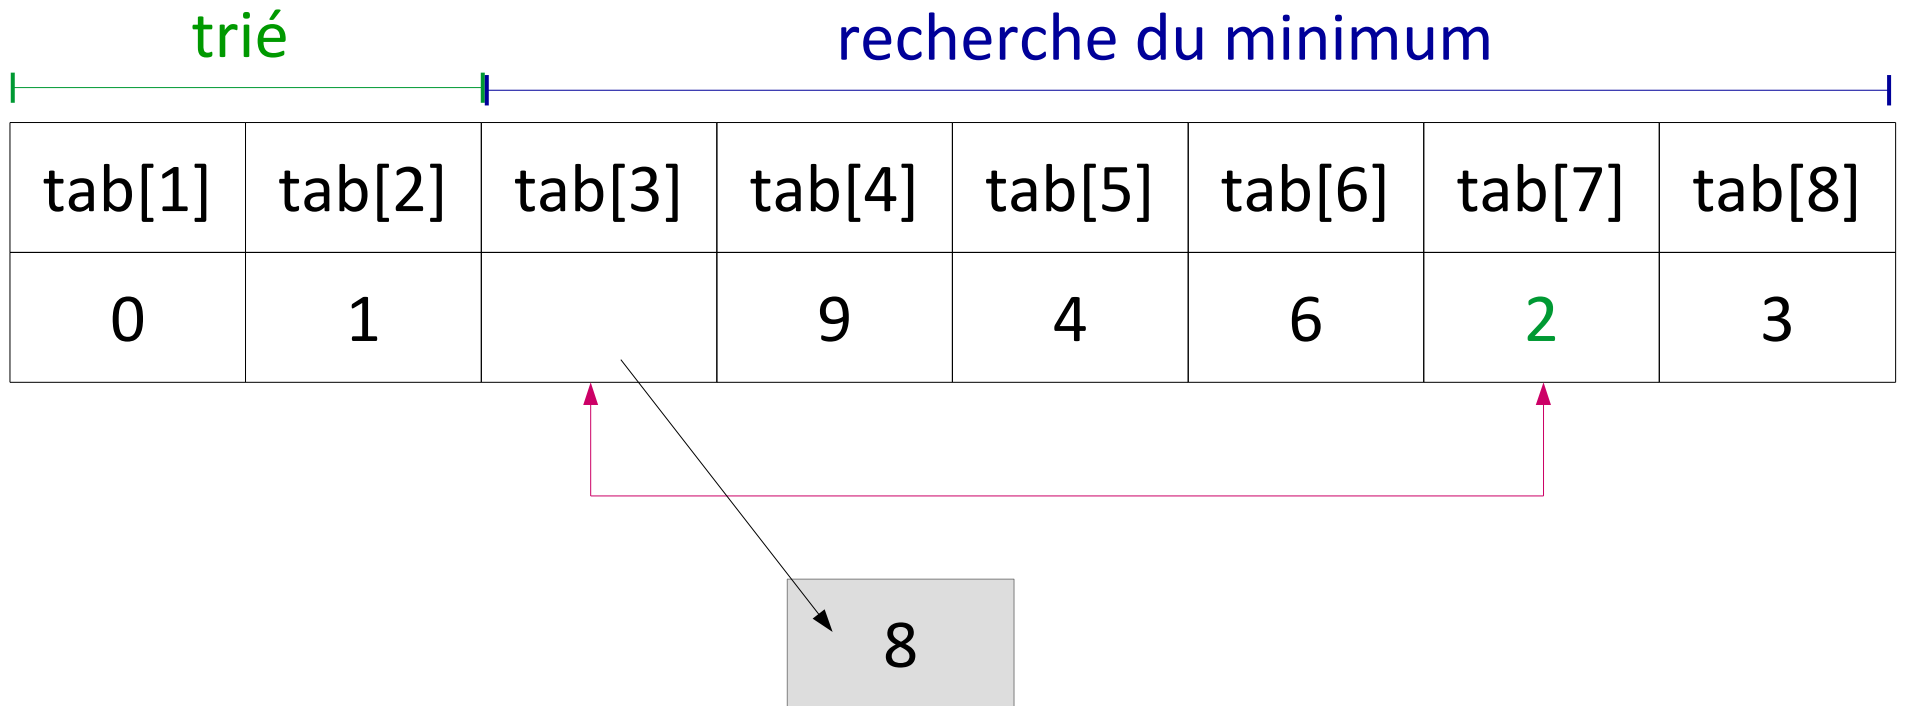 trié recherche du minimum
tab[1] tab[2] tab[3] tab[4] tab[5] tab[6] tab[7] tab[8]
0 1 9 4 6 2 3
8